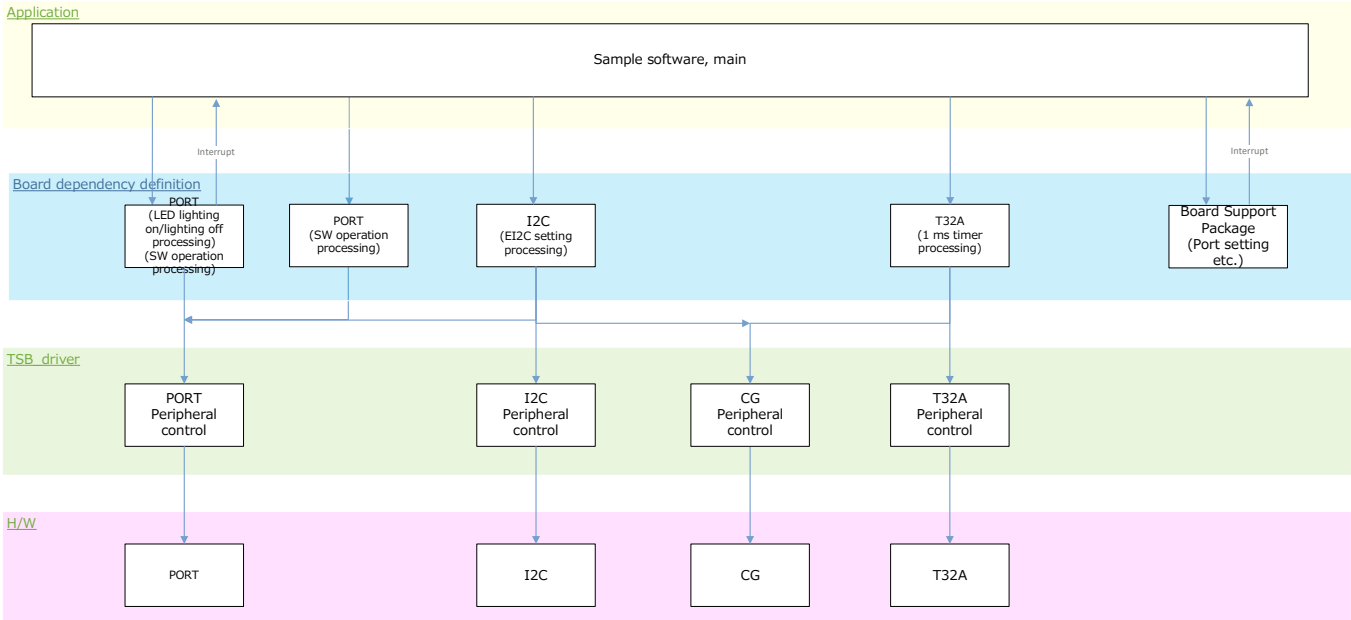 Application
Sample software, main
Interrupt
Interrupt
Board dependency definition
PORT
(LED lighting
on/lighting off
processing)
(SW operation
processing)
PORT
(SW operation
processing)
I2C
(EI2C setting
processing)
T32A
(1 ms timer
processing)
Board Support
Package
(Port setting
etc.)
TSB_driver
PORT
Peripheral
control
I2C
Peripheral
control
CG
Peripheral
control
T32A
Peripheral
control
H/W
PORT
I2C
CG
T32A